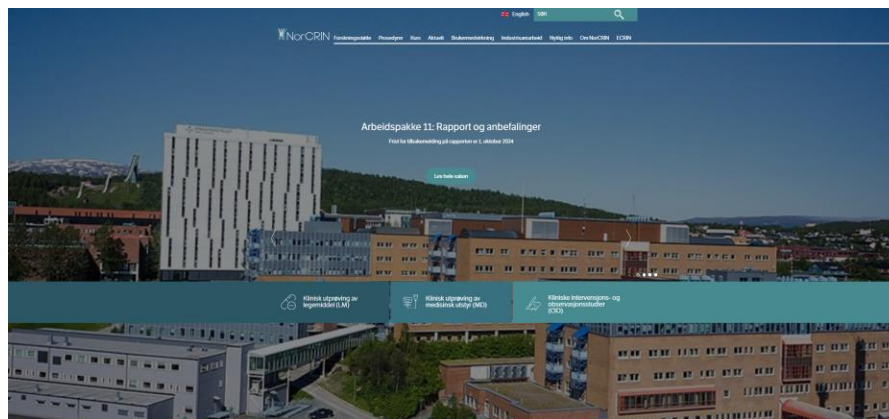 English SØK
NorCRIN Forskningsstøtte Prosedyrer Kurs Aktuelt Brukermedvirkning Industrisamarbeid Nyttig info Om NorCRIN ECRIN
Arbeidspakke 11: Rapport og anbefalinger
Frist for tilbakemelding på rapporten er 1. oktober 2024
Les hele saken
Klinisk utprøving av
legemiddel (LM)
Klinisk utprøving av
medisinsk utstyr (MD)
Kliniske intervensjons- og
observasjonsstudier
(CIO)